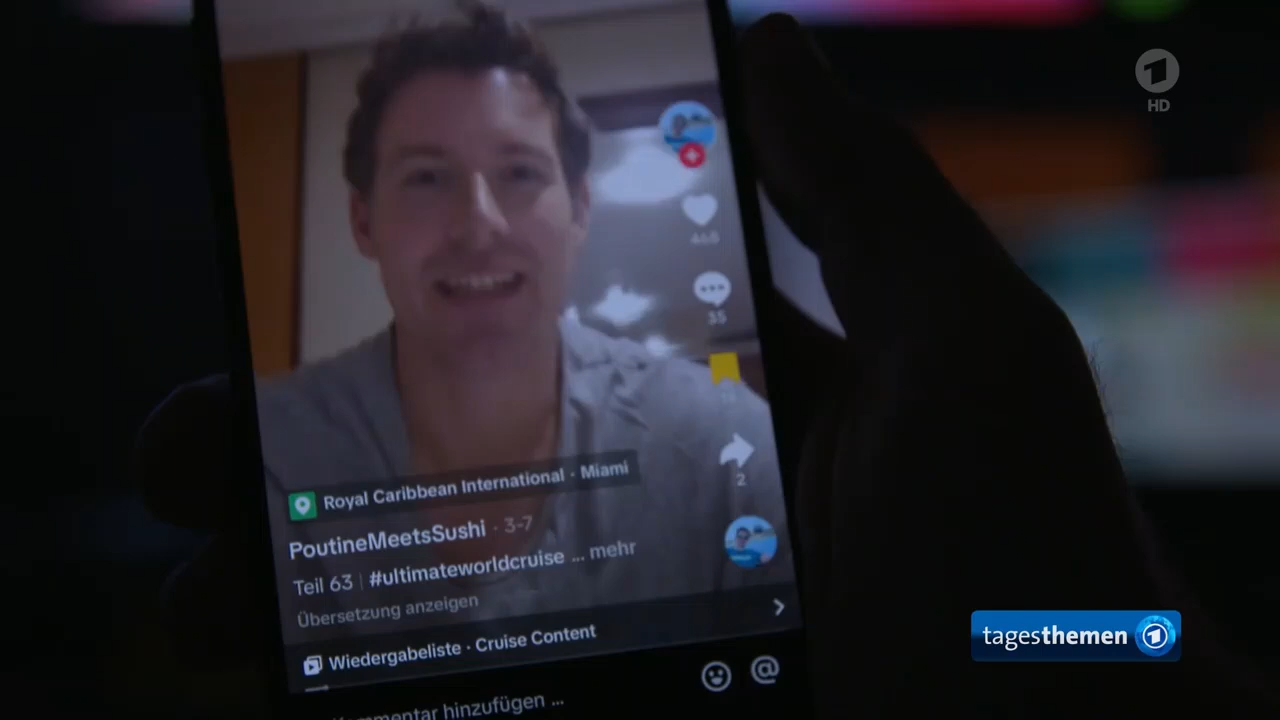 HD
35
2
Royal Caribbean International · Miami
PoutineMeetsSushi · 3-7
Teil 63 | #ultimateworldcruise ... mehr
Übersetzung anzeigen
Wiedergabeliste · Cruise Content
hinzufügen ...
tagesthemen